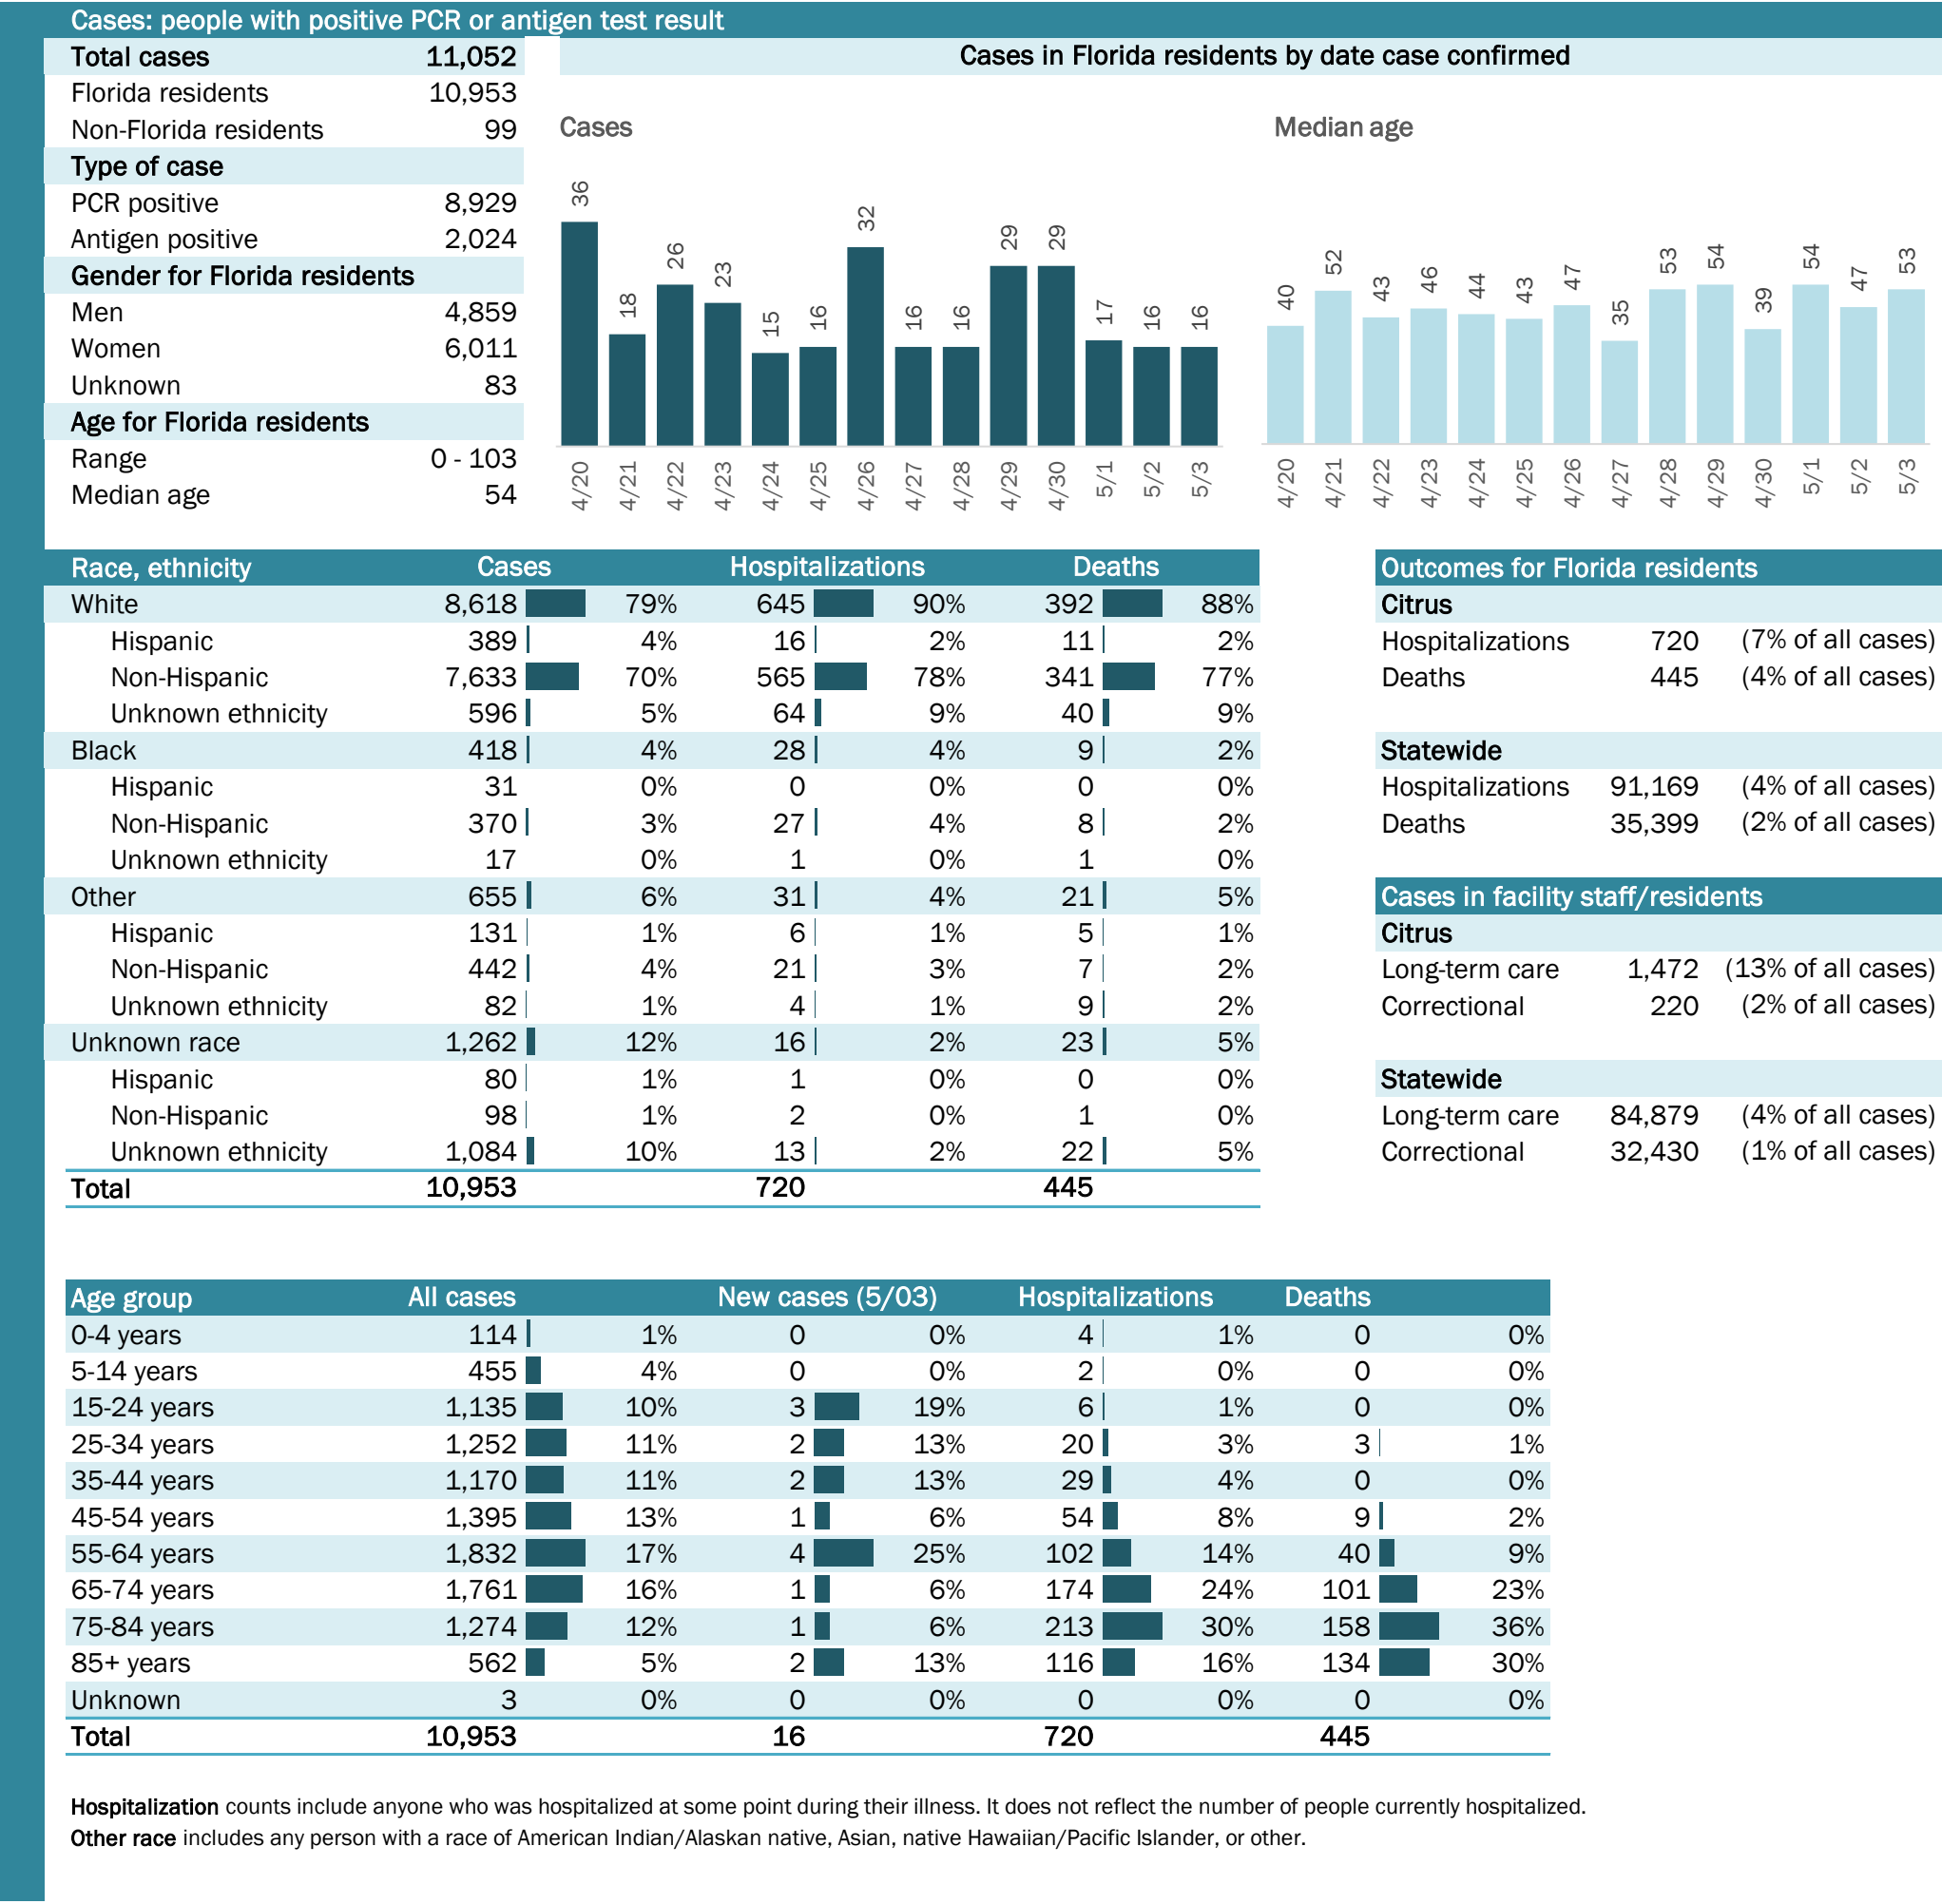 Cases: people with positive PCR or antigen test result
Total cases 11,052
Florida residents 10,953
Non-Florida residents 99
Type of case
PCR positive 8,929
Antigen positive 2,024
Gender for Florida residents
Men 4,859
Women 6,011
Unknown 83
Age for Florida residents
Range 0 - 103
Median age 54
Cases in Florida residents by date case confirmed
Cases
36 18 26 23 15 16 32 16 16 29 29 17 16 16
4/20 4/21 4/22 4/23 4/24 4/25 4/26 4/27 4/28 4/29 4/30 5/1 5/2 5/3
Median age
40 52 43 46 44 43 47 35 53 54 39 54 47 53
4/20 4/21 4/22 4/23 4/24 4/25 4/26 4/27 4/28 4/29 4/30 5/1 5/2 5/3
Race, ethnicity Cases Hospitalizations Deaths
White 8,618 79% 645 90% 392 88%
Hispanic 389 4% 16 2% 11 2%
Non-Hispanic 7,633 70% 565 78% 341 77%
Unknown ethnicity 596 5% 64 9% 40 9%
Black 418 4% 28 4% 9 2%
Hispanic 31 0% 0 0% 0 0%
Non-Hispanic 370 3% 27 4% 8 2%
Unknown ethnicity 17 0% 1 0% 1 0%
Other 655 6% 31 4% 21 5%
Hispanic 131 1% 6 1% 5 1%
Non-Hispanic 442 4% 21 3% 7 2%
Unknown ethnicity 82 1% 4 1% 9 2%
Unknown race 1,262 12% 16 2% 23 5%
Hispanic 80 1% 1 0% 0 0%
Non-Hispanic 98 1% 2 0% 1 0%
Unknown ethnicity 1,084 10% 13 2% 22 5%
Total 10,953 720 445
Outcomes for Florida residents
Citrus
Hospitalizations 720 (7% of all cases)
Deaths 445 (4% of all cases)
Statewide
Hospitalizations 91,169 (4% of all cases)
Deaths 35,399 (2% of all cases)
Cases in facility staff/residents
Citrus
Long-term care 1,472 (13% of all cases)
Correctional 220 (2% of all cases)
Statewide
Long-term care 84,879 (4% of all cases)
Correctional 32,430 (1% of all cases)
Age group All cases New cases (5/03) Hospitalizations Deaths
0-4 years 114 1% 0 0% 4 1% 0 0%
5-14 years 455 4% 0 0% 2 0% 0 0%
15-24 years 1,135 10% 3 19% 6 1% 0 0%
25-34 years 1,252 11% 2 13% 20 3% 3 1%
35-44 years 1,170 11% 2 13% 29 4% 0 0%
45-54 years 1,395 13% 1 6% 54 8% 9 2%
55-64 years 1,832 17% 4 25% 102 14% 40 9%
65-74 years 1,761 16% 1 6% 174 24% 101 23%
75-84 years 1,274 12% 1 6% 213 30% 158 36%
85+ years 562 5% 2 13% 116 16% 134 30%
Unknown 3 0% 0 0% 0 0% 0 0%
Total 10,953 16 720 445
Hospitalization counts include anyone who was hospitalized at some point during their illness. It does not reflect the number of people currently hospitalized.
Other race includes any person with a race of American Indian/Alaskan native, Asian, native Hawaiian/Pacific Islander, or other.